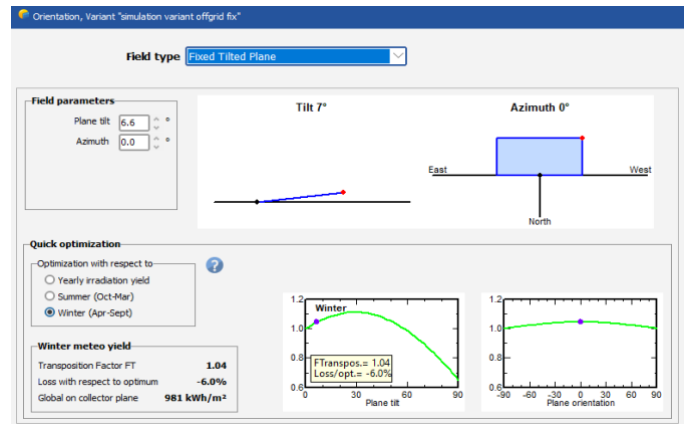 Orientation, Variant "simulation variant offgrid fix"
Field type Fixed Tilted Plane
Field parameters
Plane tilt 6.6 °
Azimuth 0.0 °
Tilt 7°
Azimuth 0°
East West
North
Quick optimization
Optimization with respect to
Yearly irradiation yield
Summer (Oct-Mar)
Winter (Apr-Sept)
?
Winter meteo yield
Transposition Factor FT 1.04
Loss with respect to optimum -6.0%
Global on collector plane 981 kWh/m²
Winter
1.2
1.0
0.8
0.6
FTranspos.= 1.04
Loss/opt.= -6.0%
0 30 60 90
Plane tilt
1.2
1.0
0.8
0.6
-90 -60 -30 0 30 60 90
Plane orientation